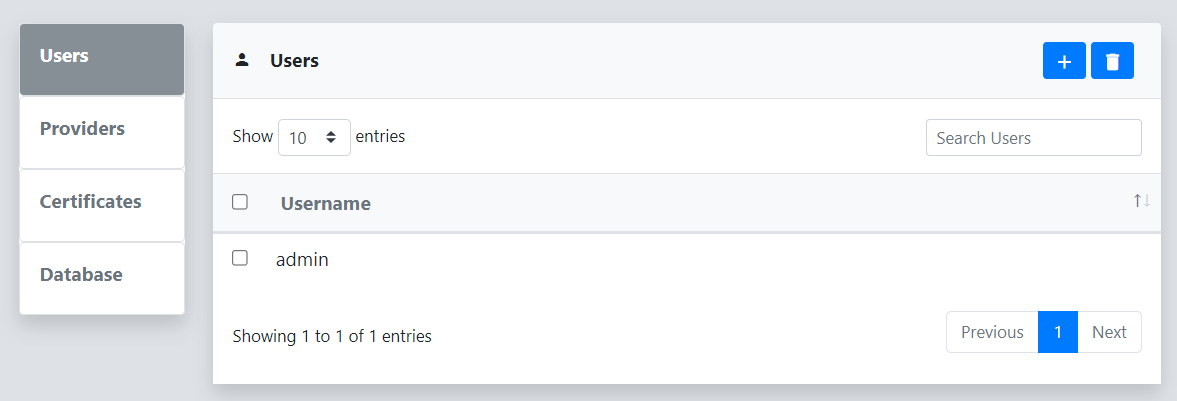 Users
Providers
Certificates
Database
Users
Show 10 entries
Search Users
Username
admin
Showing 1 to 1 of 1 entries
Previous 1 Next